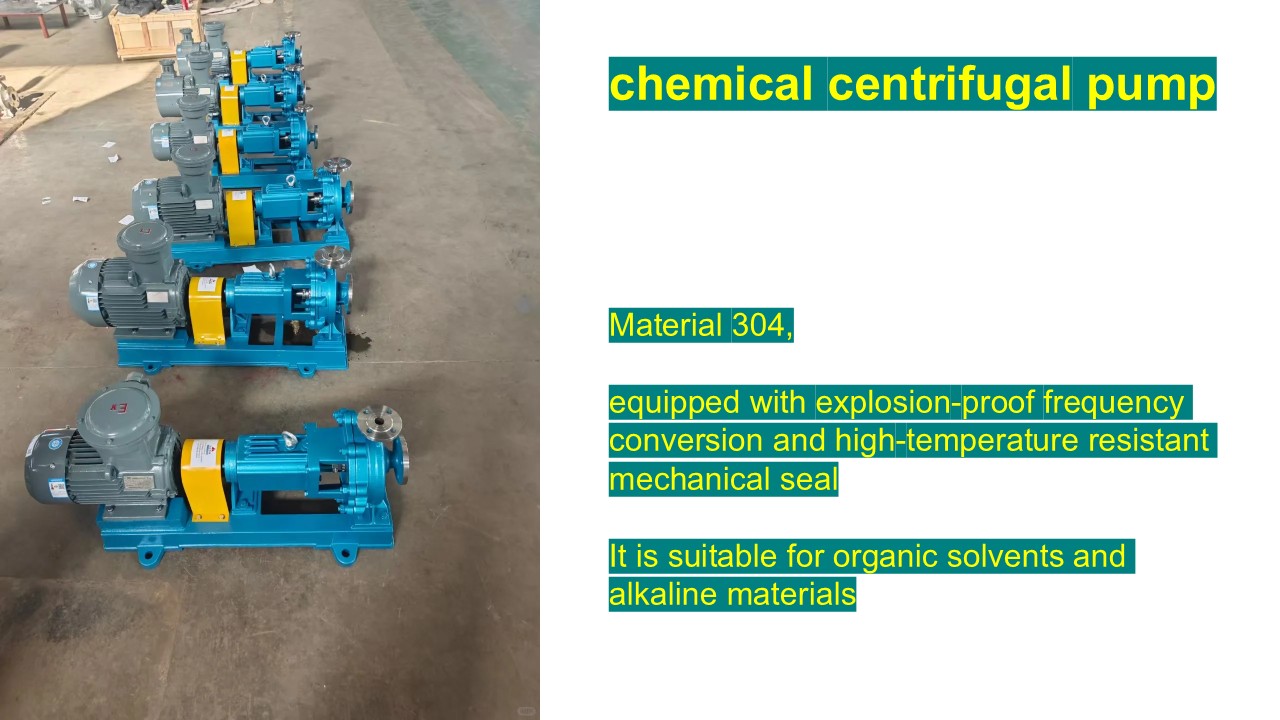 chemical centrifugal pump
Material 304,
equipped with explosion-proof frequency
conversion and high-temperature resistant
mechanical seal
It is suitable for organic solvents and
alkaline materials